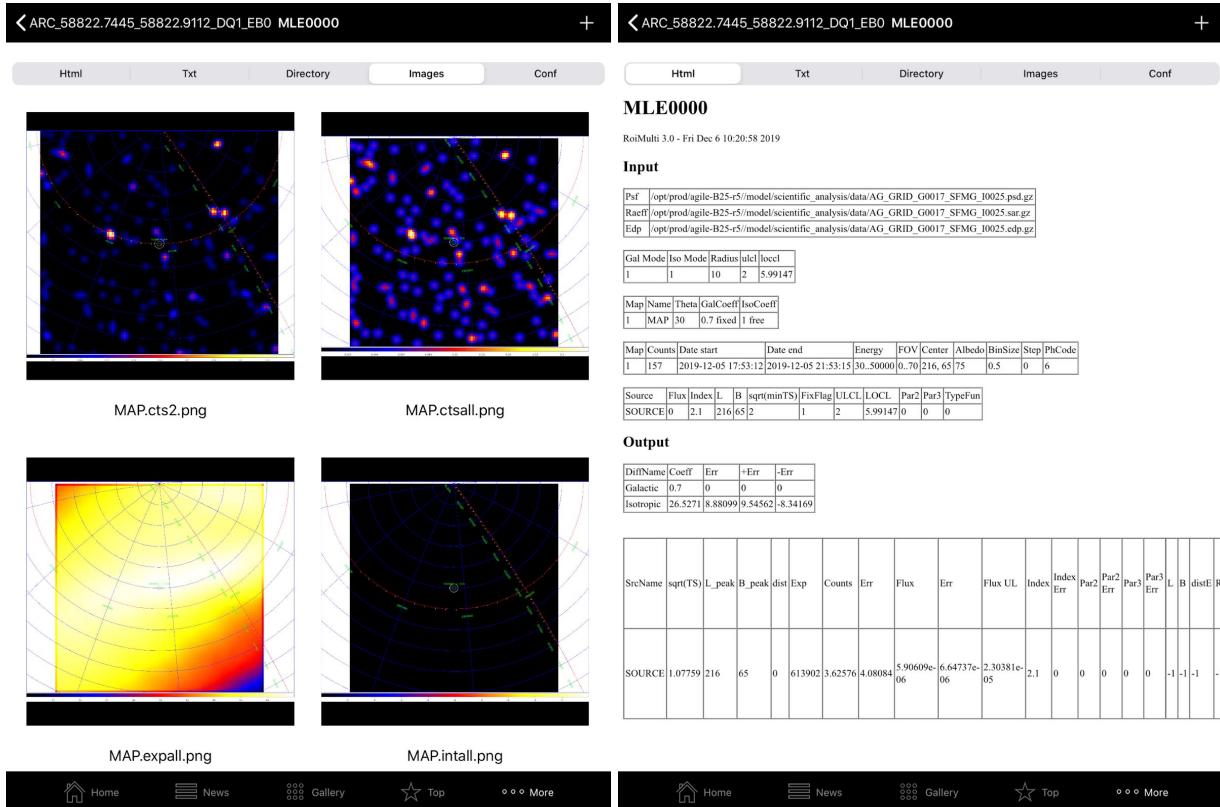 ARC_58822.7445_58822.9112_DQ1_EB0 MLE0000 +
Html Txt Directory Images Conf
MAP.cts2.png MAP.ctsall.png
MAP.expall.png MAP.intall.png
Home News Gallery Top More
ARC_58822.7445_58822.9112_DQ1_EB0 MLE0000 +
Html Txt Directory Images Conf
MLE0000
RoiMulti 3.0 - Fri Dec 6 10:20:58 2019
Input
Psf /opt/prod/agile-B25-r5//model/scientific_analysis/data/AG_GRID_G0017_SFMG_I0025.psd.gz
Raeff /opt/prod/agile-B25-r5//model/scientific_analysis/data/AG_GRID_G0017_SFMG_I0025.sar.gz
Edp /opt/prod/agile-B25-r5//model/scientific_analysis/data/AG_GRID_G0017_SFMG_I0025.edp.gz
Gal Mode Iso Mode Radius ulcl loccl
1 1 10 2 5.99147
Map Name Theta GalCoeff IsoCoeff
1 MAP 30 0.7 fixed 1 free
Map Counts Date start Date end Energy FOV Center Albedo BinSize Step PhCode
1 157 2019-12-05 17:53:12 2019-12-05 21:53:15 30..50000 0..70 216, 65 75 0.5 0 6
Source Flux Index L B sqrt(minTS) FixFlag ULCL LOCL Par2 Par3 TypeFun
SOURCE 0 2.1 216 65 2 1 2 5.99147 0 0 0
Output
DiffName Coeff Err +Err -Err
Galactic 0.7 0 0 0
Isotropic 26.5271 8.88099 9.54562 -8.34169
SrcName sqrt(TS) L_peak B_peak dist Exp Counts Err Flux Err Flux UL Index Index Err Par2 Par2 Err Par3 Par3 Err L B distE R
SOURCE 1.07759 216 65 0 613902 3.62576 4.08084 5.90609e-06 6.64737e-06 2.30381e-05 2.1 0 0 0 0 0 -1 -1 -1 -
Home News Gallery Top More